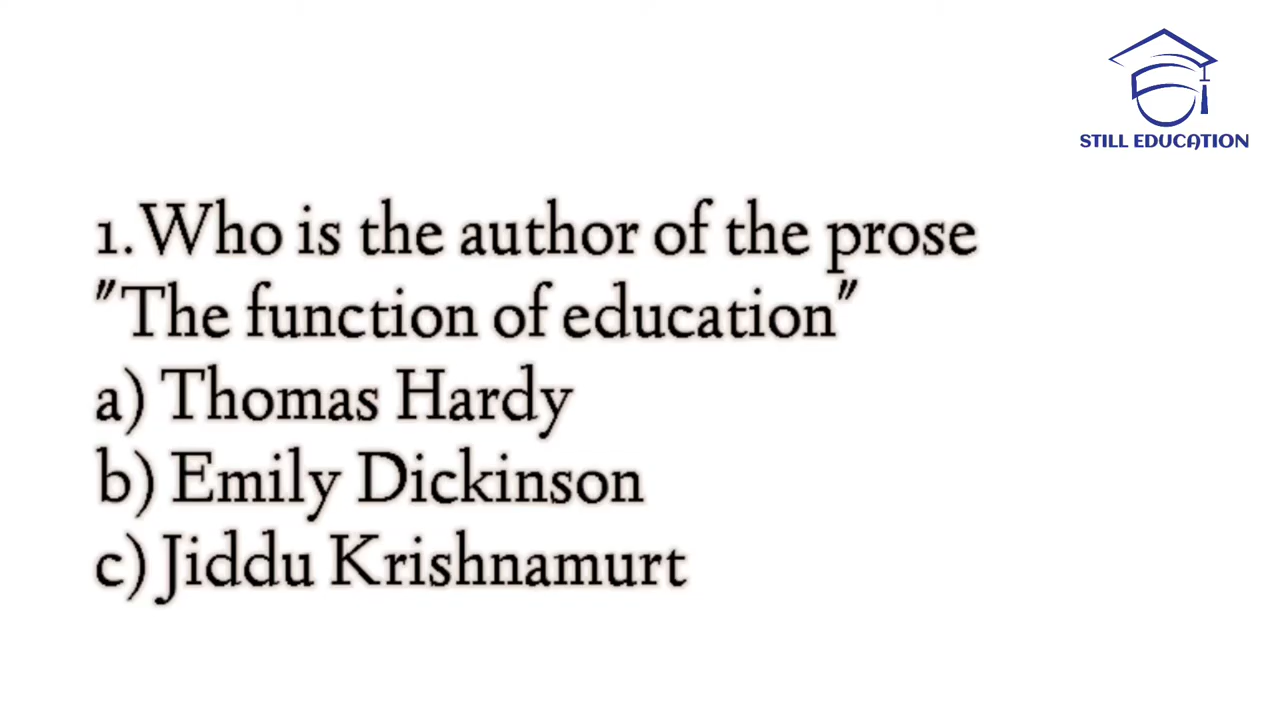 STILL EDUCATION
1. Who is the author of the prose
"The function of education"
a) Thomas Hardy
b) Emily Dickinson
c) Jiddu Krishnamurt